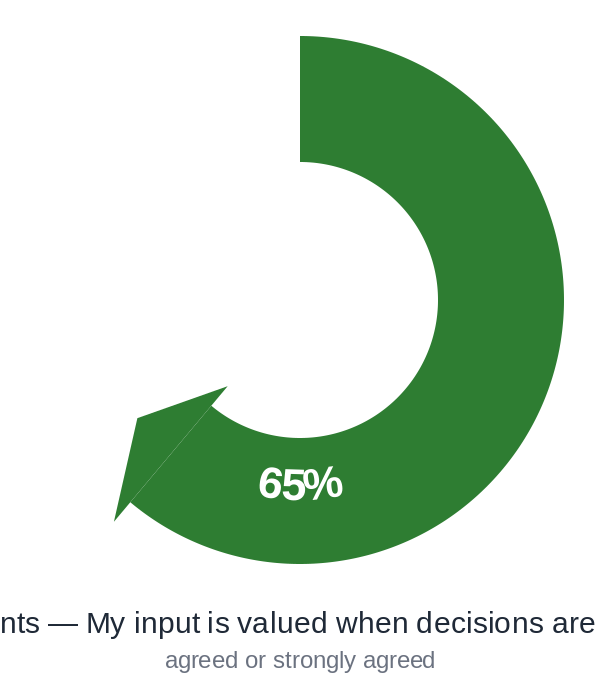 65%
nts — My input is valued when decisions are
agreed or strongly agreed